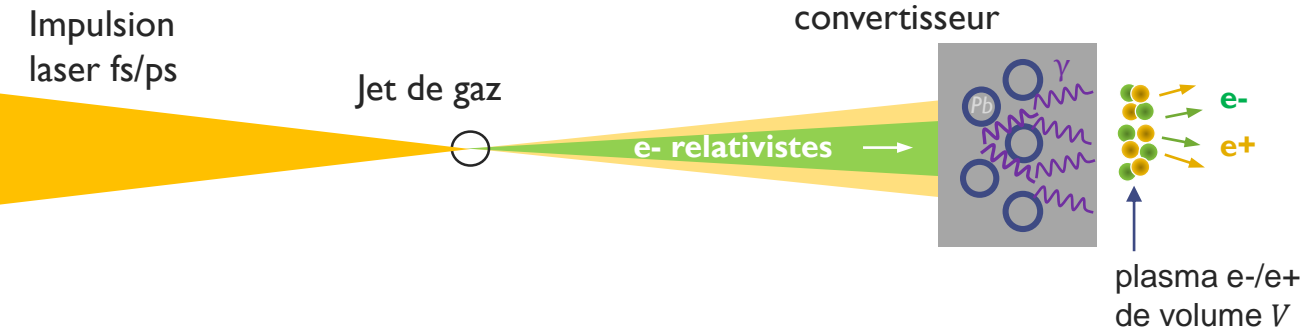 Impulsion
laser fs/ps
Jet de gaz
convertisseur
γ
Pb
e- relativistes
e-
e+
plasma e-/e+
de volume V